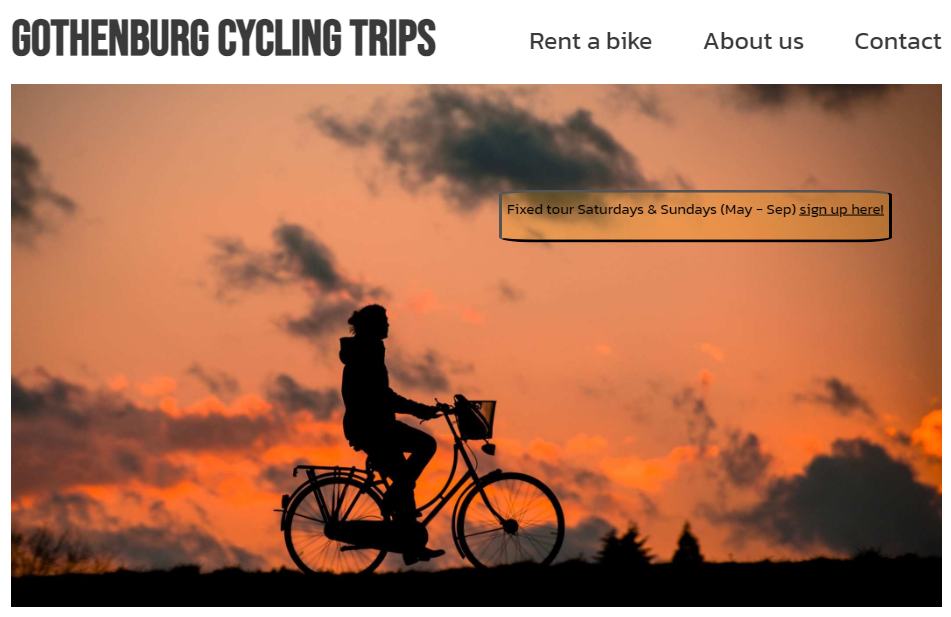 GOTHENBURG CYCLING TRIPS
Rent a bike
About us
Contact
Fixed tour Saturdays & Sundays (May - Sep) sign up here!